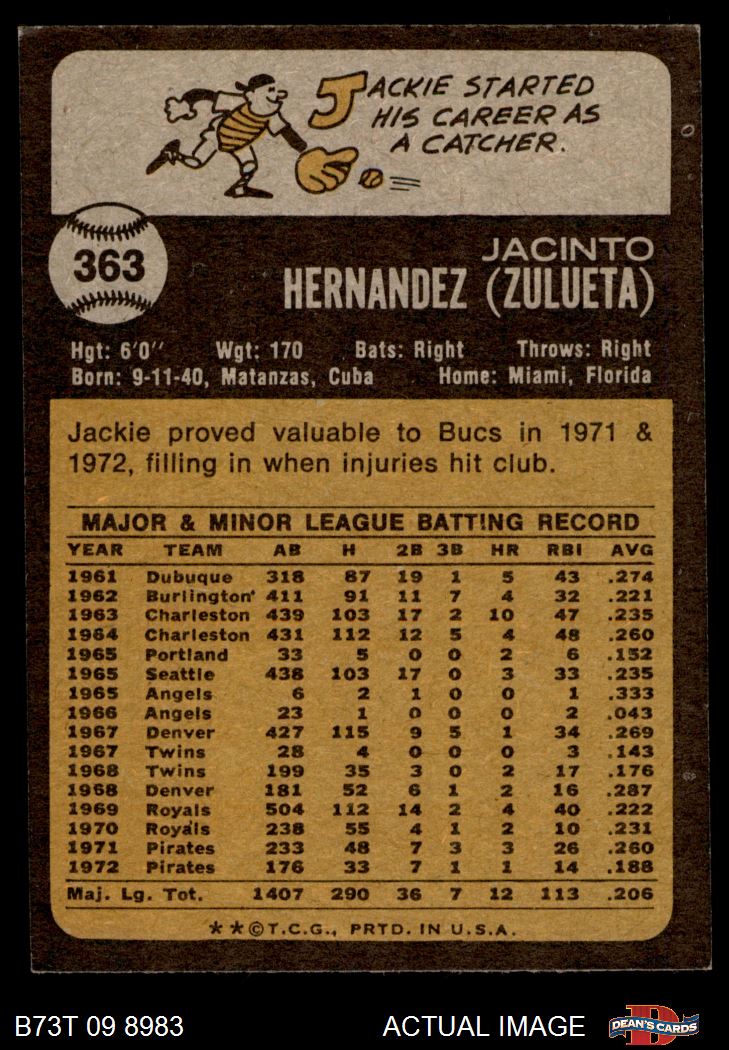 JACKIE STARTED
HIS CAREER AS
A CATCHER.
363
JACINTO
HERNANDEZ (ZULUETA)
Hgt: 6'0" Wgt: 170 Bats: Right Throws: Right
Born: 9-11-40, Matanzas, Cuba Home: Miami, Florida
Jackie proved valuable to Bucs in 1971 &
1972, filling in when injuries hit club.
MAJOR & MINOR LEAGUE BATTING RECORD
YEAR TEAM AB H 2B 3B HR RBI AVG
1961 Dubuque 318 87 19 1 5 43 .274
1962 Burlington 411 91 11 7 4 32 .221
1963 Charleston 439 103 17 2 10 47 .235
1964 Charleston 431 112 12 5 4 48 .260
1965 Portland 33 5 0 0 2 6 .152
1965 Seattle 438 103 17 0 3 33 .235
1965 Angels 6 2 1 0 0 1 .333
1966 Angels 23 1 0 0 0 2 .043
1967 Denver 427 115 9 5 1 34 .269
1967 Twins 28 4 0 0 0 3 .143
1968 Twins 199 35 3 0 2 17 .176
1968 Denver 181 52 6 1 2 16 .287
1969 Royals 504 112 14 2 4 40 .222
1970 Royals 238 55 4 1 2 10 .231
1971 Pirates 233 48 7 3 3 26 .260
1972 Pirates 176 33 7 1 1 14 .188
Maj. Lg. Tot. 1407 290 36 7 12 113 .206
**©T.C.G., PRTD. IN U.S.A.
B73T 09 8983 ACTUAL IMAGE DEAN'S CARDS